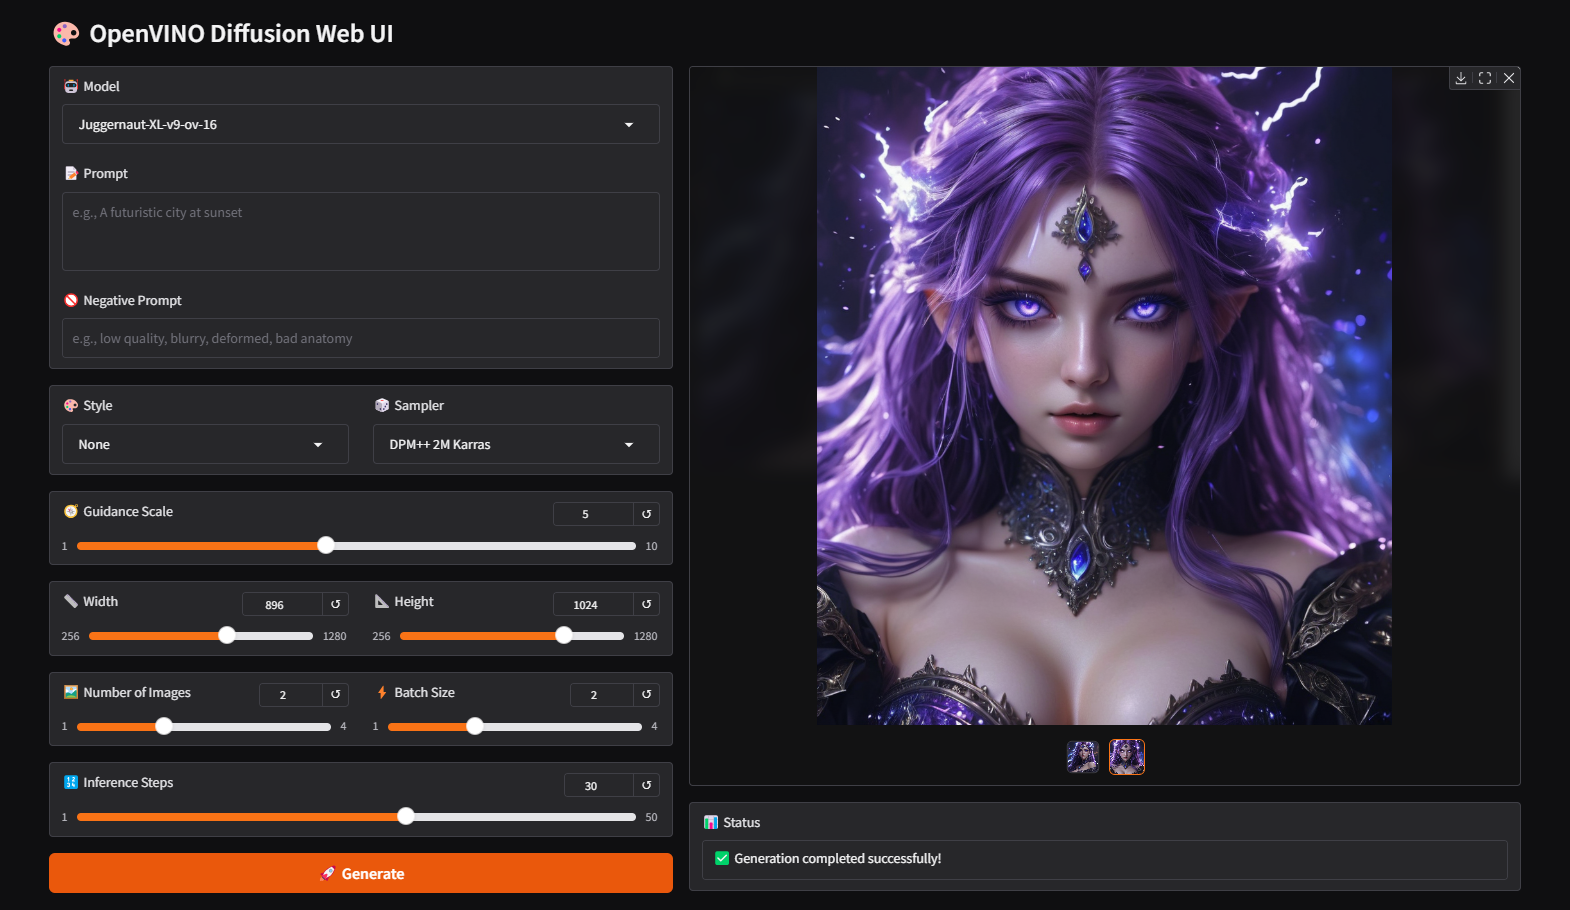 OpenVINO Diffusion Web UI
Model
Juggernaut-XL-v9-ov-16
Prompt
e.g., A futuristic city at sunset
Negative Prompt
e.g., low quality, blurry, deformed, bad anatomy
Style
Sampler
None
DPM++ 2M Karras
Guidance Scale
5
1
10
Width
896
Height
1024
256
1280
256
1280
Number of Images
2
Batch Size
2
1
4
1
4
Inference Steps
30
1
50
Generate
Status
Generation completed successfully!